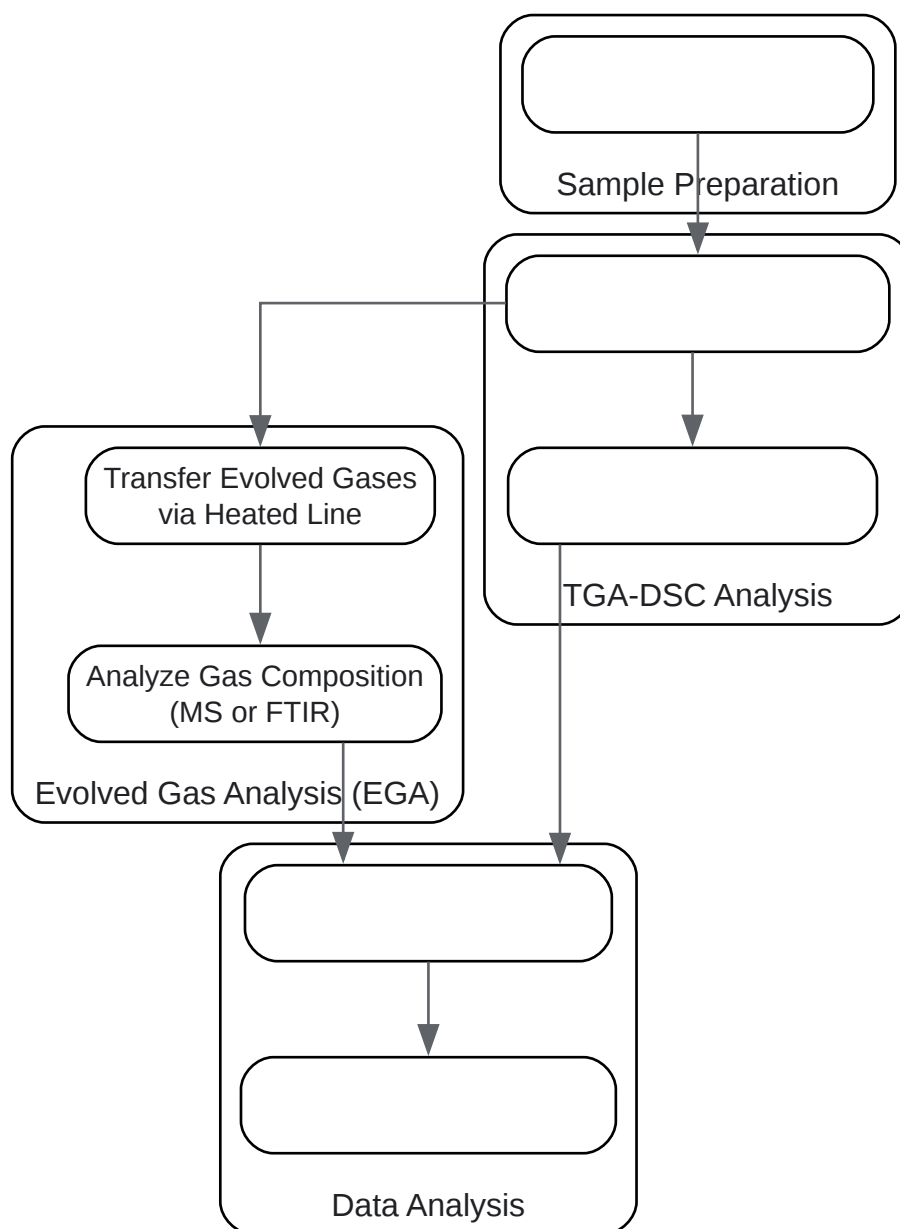 Sample Preparation
Transfer Evolved Gases
via Heated Line
TGA-DSC Analysis
Analyze Gas Composition
(MS or FTIR)
Evolved Gas Analysis (EGA)
Data Analysis